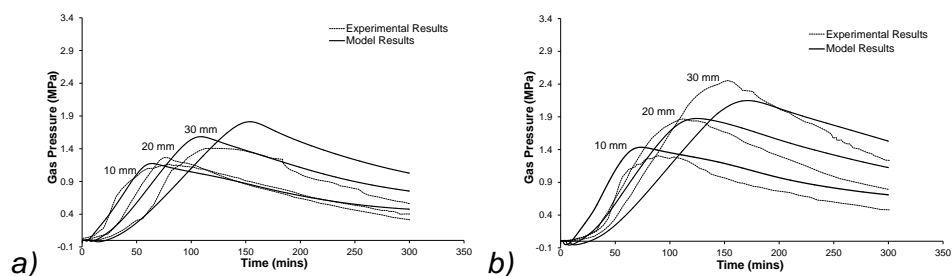 a)
Gas Pressure (MPa)
3.4
2.9
2.4
1.9
1.4
0.9
0.4
-0.1
Experimental Results
Model Results
30 mm
20 mm
10 mm
0 50 100 150 200 250 300 350
Time (mins)
b)
Gas Pressure (MPa)
3.4
2.9
2.4
1.9
1.4
0.9
0.4
-0.1
Experimental Results
Model Results
30 mm
20 mm
10 mm
0 50 100 150 200 250 300 350
Time (mins)